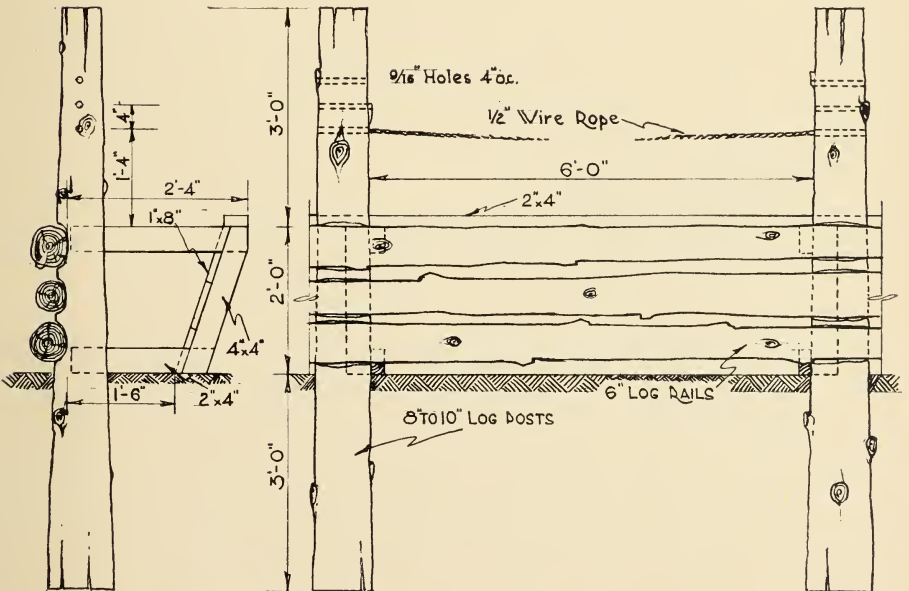 9/16" Holes 4" o.c.
1/2" Wire Rope
3'-0"
4"
1'-4"
2'-4"
6'-0"
1"x8"
2"x4"
2'-0"
4"x4"
1'-6"
2"x4"
6" LOG RAILS
8" TO 10" LOG POSTS
3'-0"